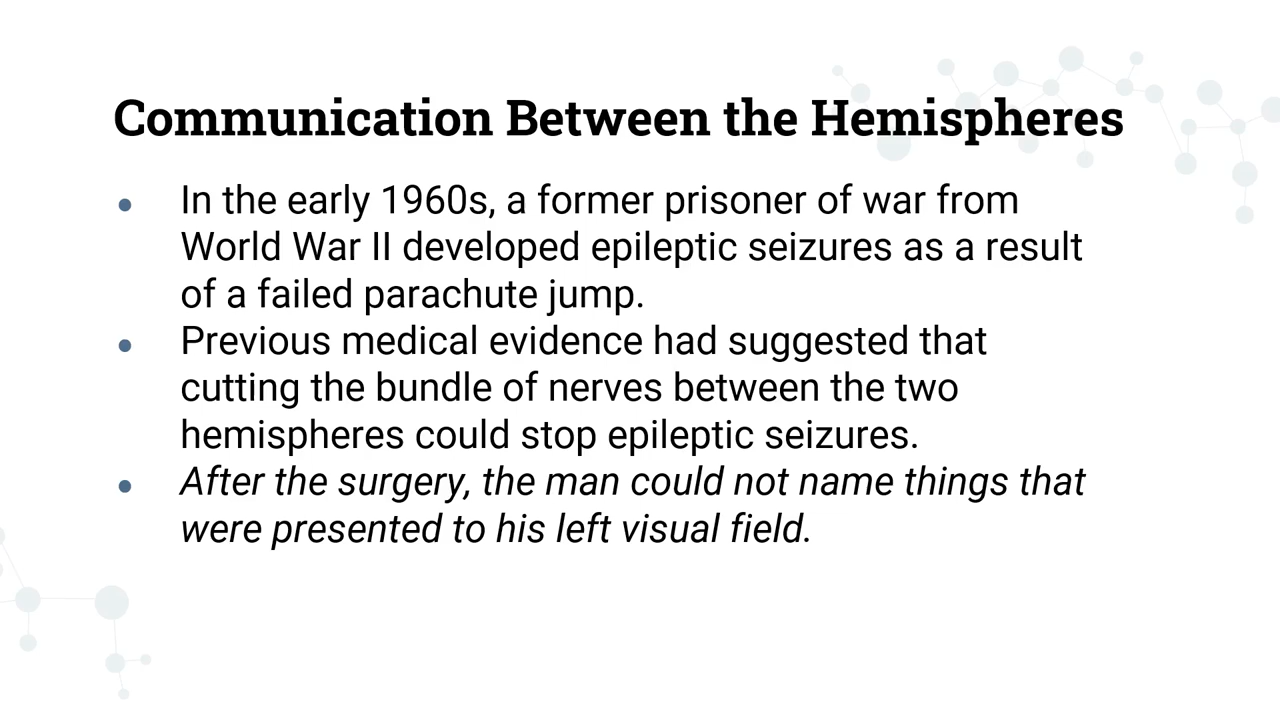 Communication Between the Hemispheres
● In the early 1960s, a former prisoner of war from
World War II developed epileptic seizures as a result
of a failed parachute jump.
● Previous medical evidence had suggested that
cutting the bundle of nerves between the two
hemispheres could stop epileptic seizures.
● After the surgery, the man could not name things that
were presented to his left visual field.